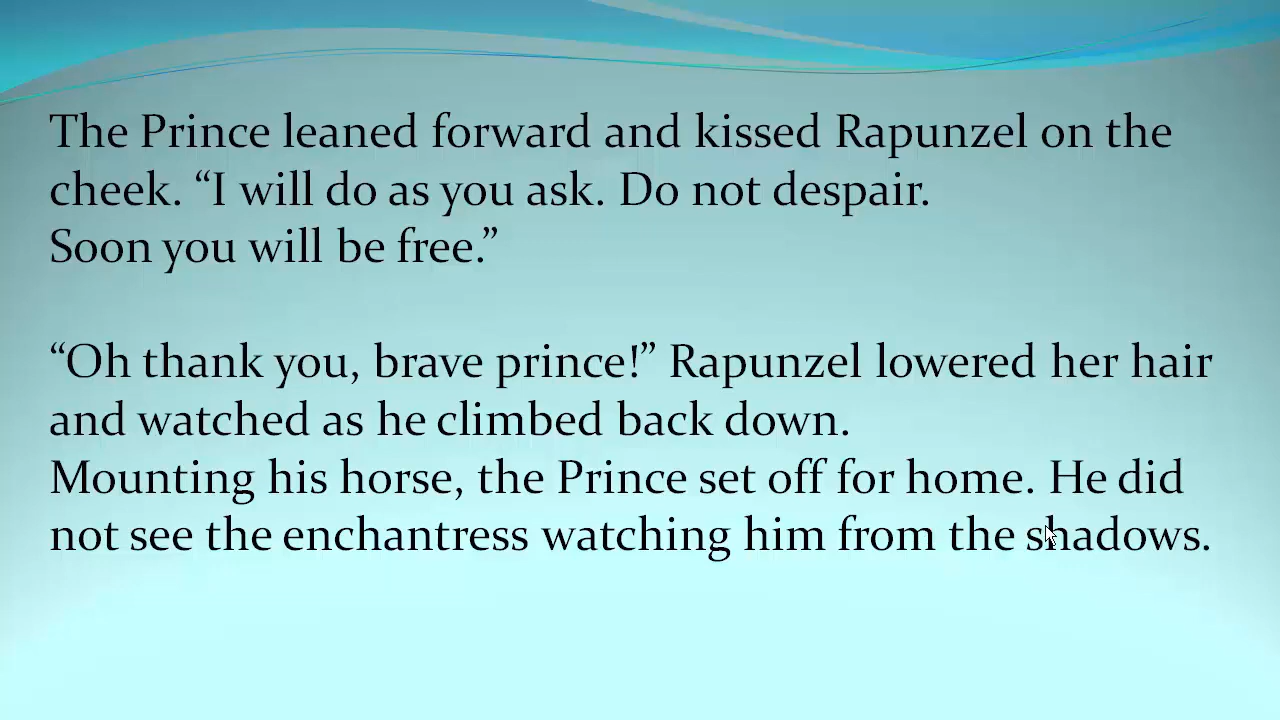 The Prince leaned forward and kissed Rapunzel on the
cheek. “I will do as you ask. Do not despair.
Soon you will be free.”
“Oh thank you, brave prince!” Rapunzel lowered her hair
and watched as he climbed back down.
Mounting his horse, the Prince set off for home. He did
not see the enchantress watching him from the shadows.